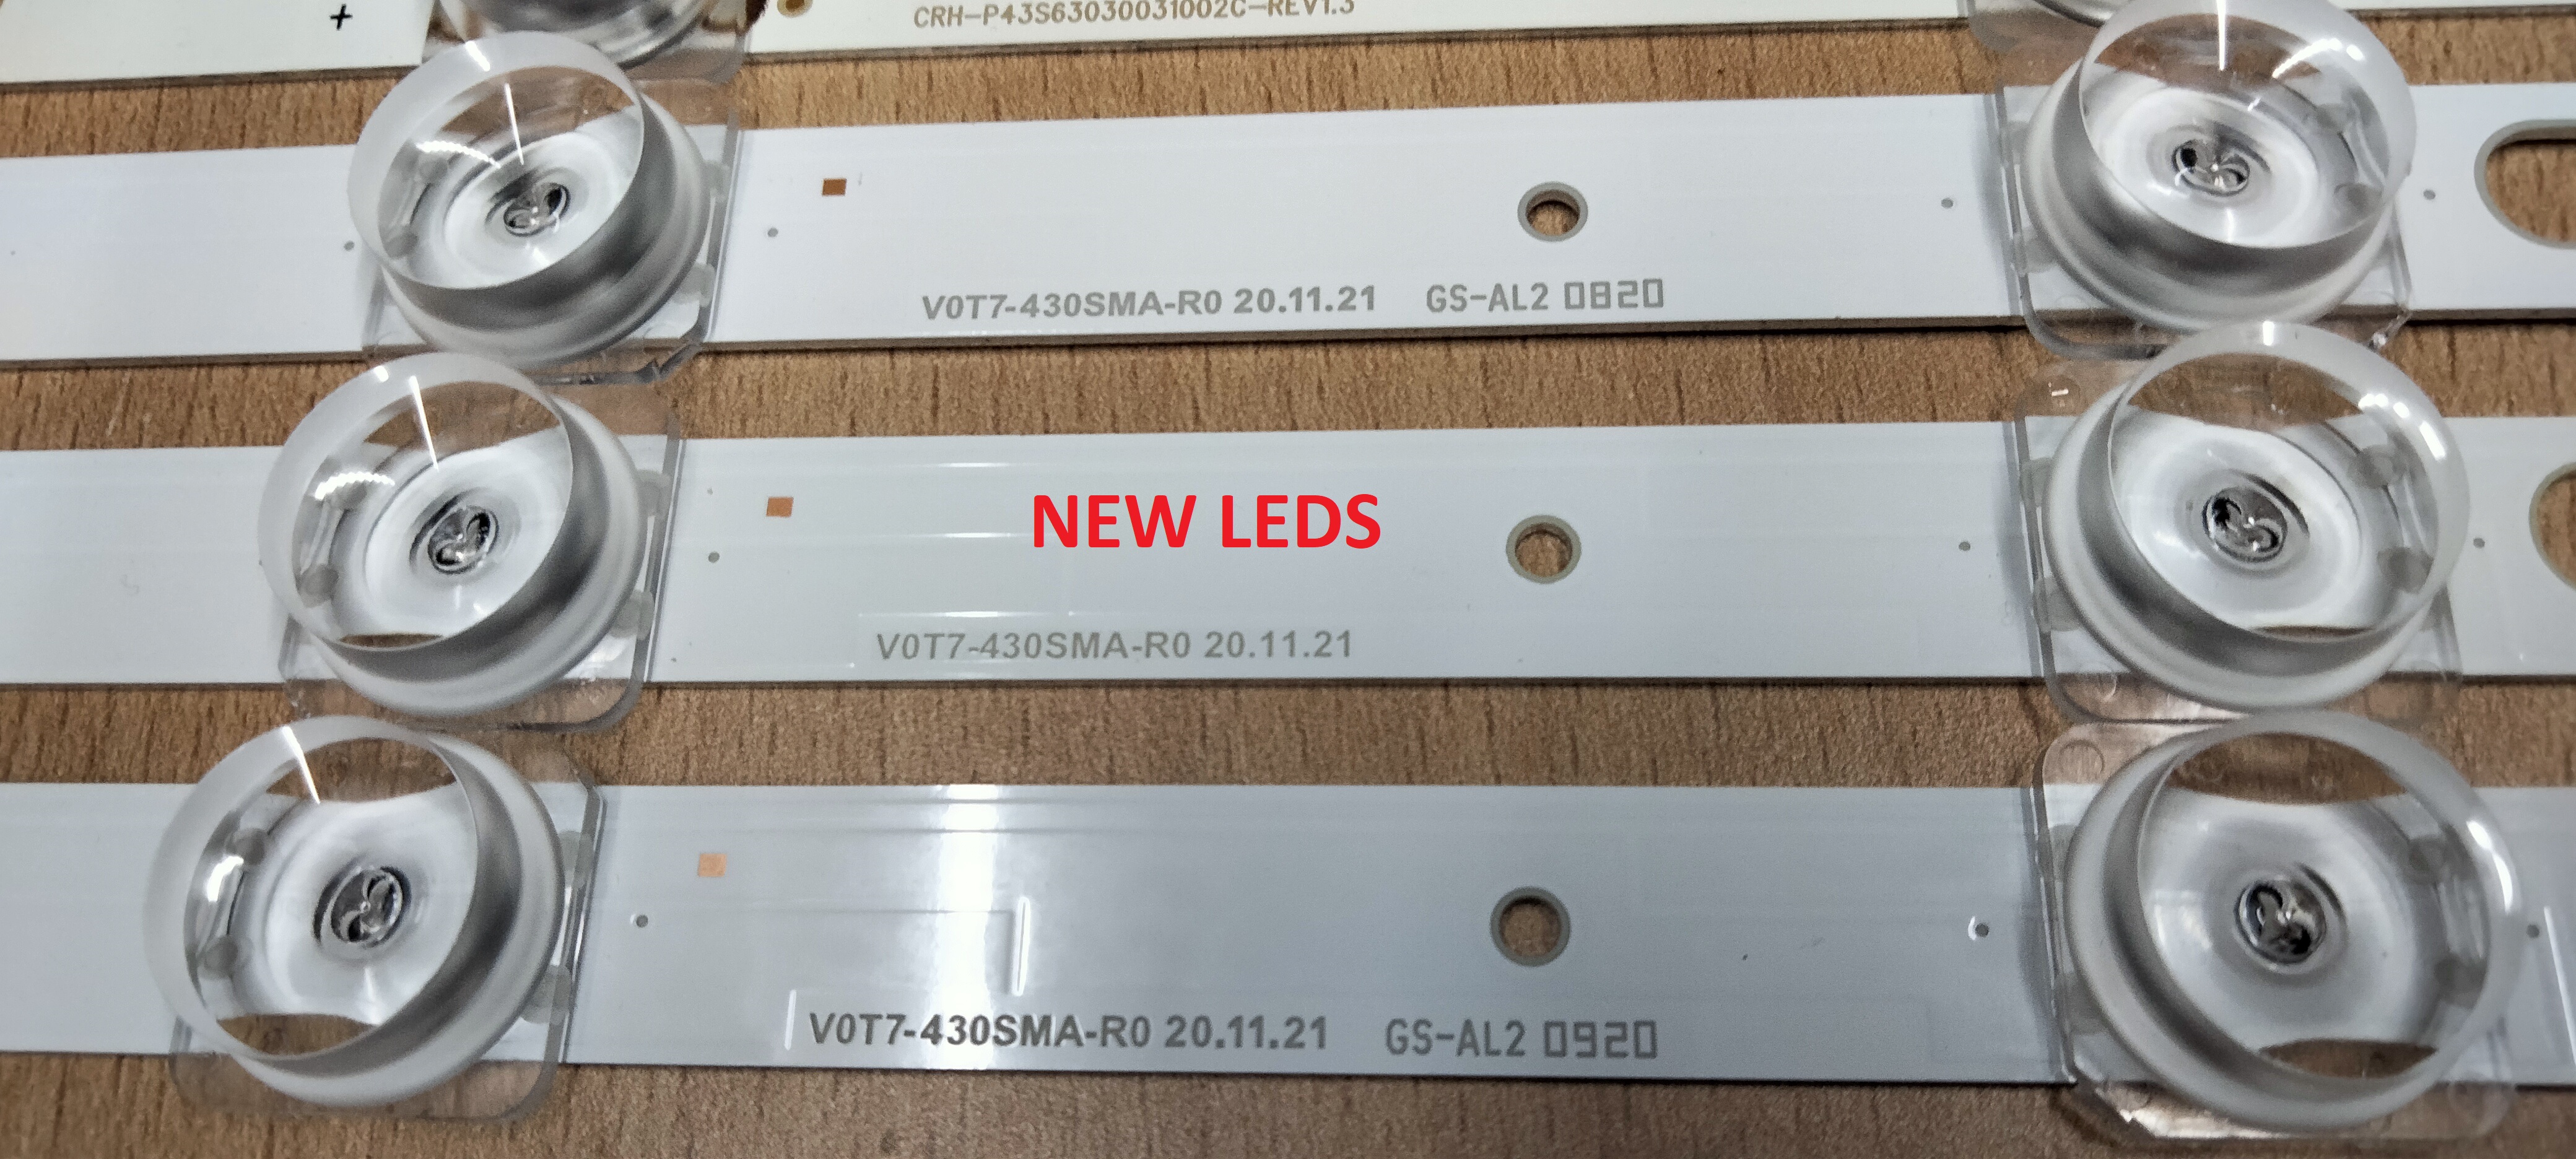 +
CRH-P43S63030031002C-REV1.3
V0T7-430SMA-R0 20.11.21 GS-AL2 0820
NEW LEDS
V0T7-430SMA-R0 20.11.21
V0T7-430SMA-R0 20.11.21 GS-AL2 0920